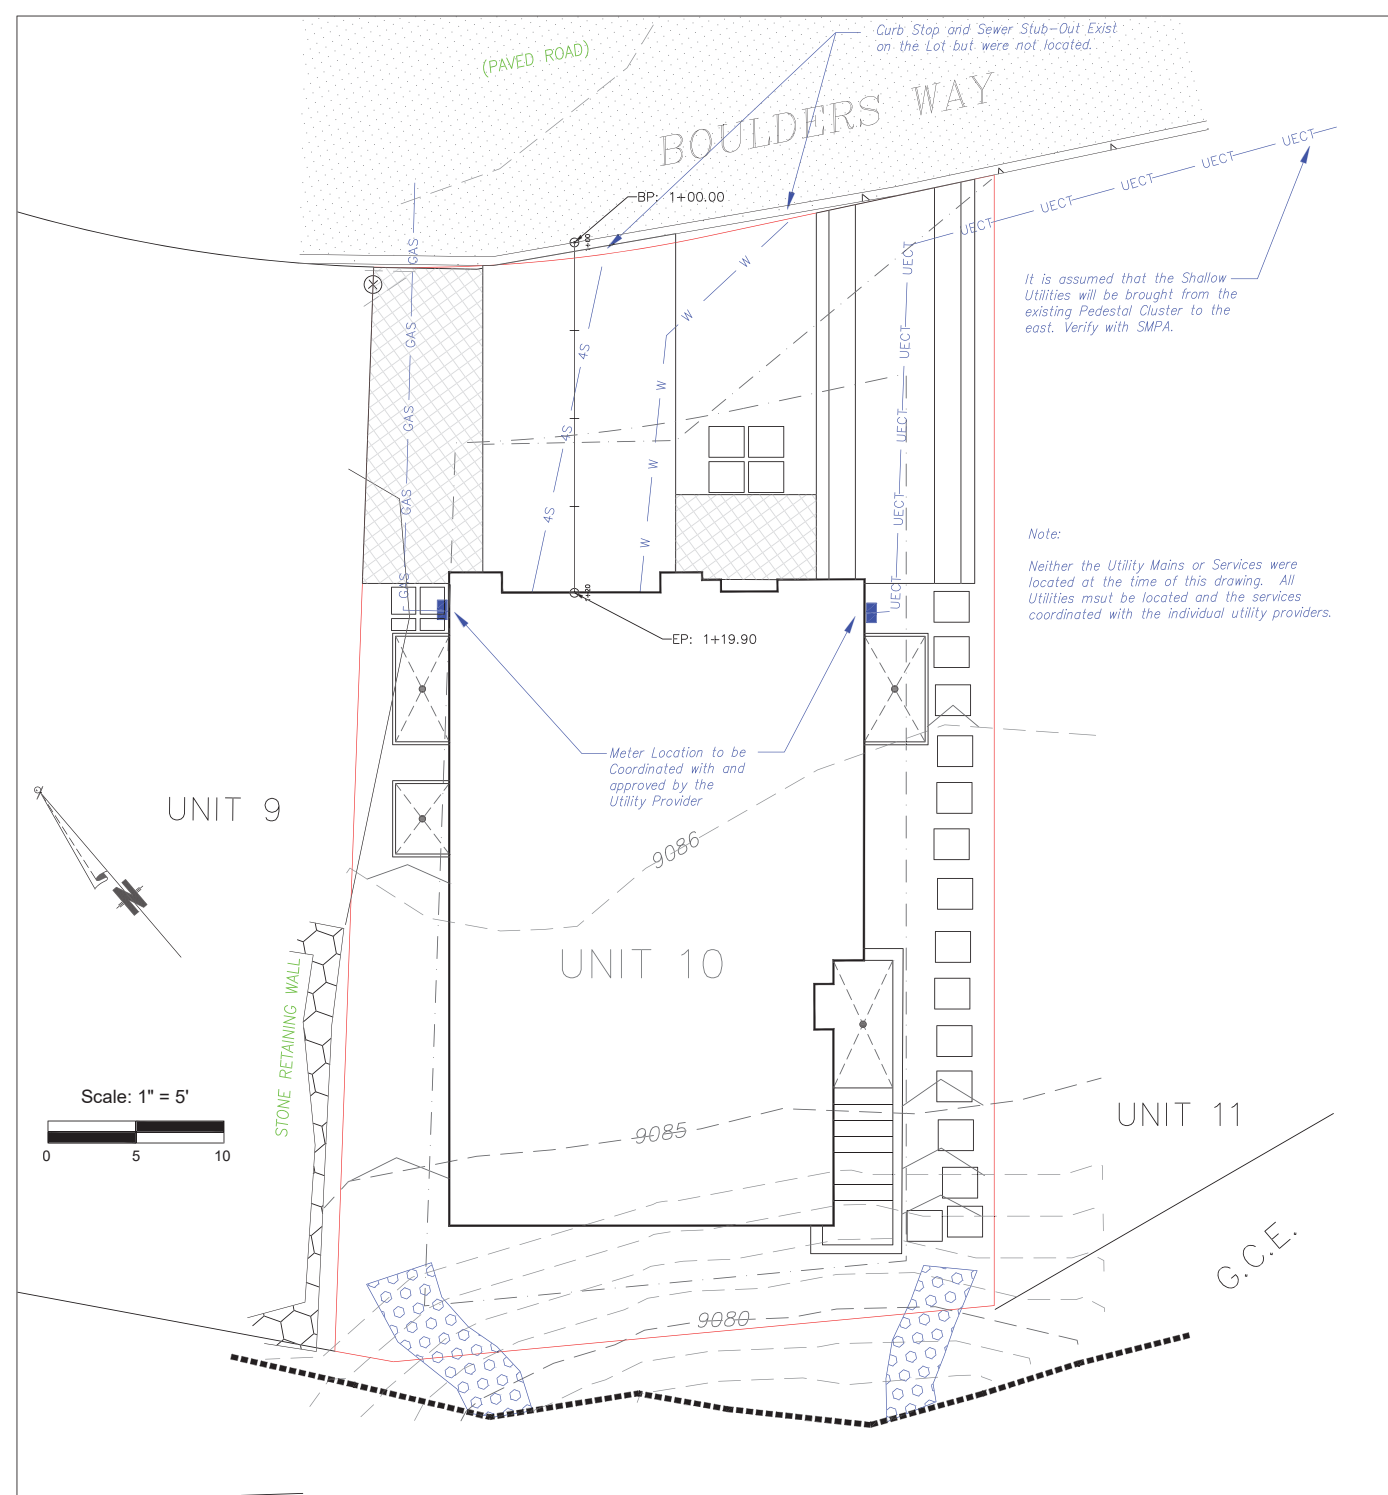 Curb Stop and Sewer Stub-Out Exist
on the Lot but were not located.
(PAVED ROAD)
BOULDERS WAY
UECT
UECT
UECT
UECT
UECT
BP: 1+00.00
1+00
GAS
GAS
GAS
GAS
GAS
4S
4S
4S
W
W
W
W
W
UECT
UECT
UECT
UECT
UECT
It is assumed that the Shallow
Utilities will be brought from the
existing Pedestal Cluster to the
east. Verify with SMPA.
Note:
Neither the Utility Mains or Services were
located at the time of this drawing. All
Utilities msut be located and the services
coordinated with the individual utility providers.
1+20
EP: 1+19.90
Meter Location to be
Coordinated with and
approved by the
Utility Provider
UNIT 9
N
9086
UNIT 10
STONE RETAINING WALL
Scale: 1" = 5'
0 5 10
9085
UNIT 11
G.C.E.
9080